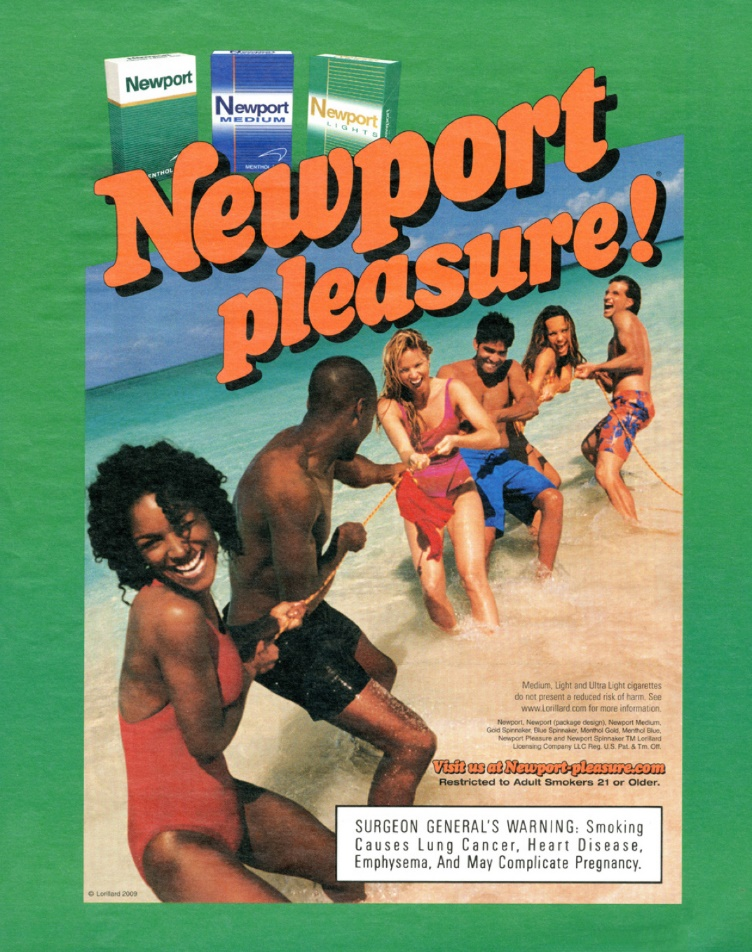 Newport
MENTHOL
Newport
MEDIUM
MENTHOL
Newport
LIGHTS
Newport
pleasure!
Medium, Light and Ultra Light cigarettes
do not present a reduced risk of harm. See
www.Lorillard.com for more information.
Newport, Newport (package design), Newport Medium,
Gold Spinnaker, Blue Spinnaker, Menthol Gold, Menthol Blue,
Newport Pleasure and Newport Spinnaker TM Lorillard
Licensing Company LLC Reg. U.S. Pat. & Tm. Off.
Visit us at Newport-pleasure.com
Restricted to Adult Smokers 21 or Older.
SURGEON GENERAL'S WARNING: Smoking
Causes Lung Cancer, Heart Disease,
Emphysema, And May Complicate Pregnancy.
© Lorillard 2009